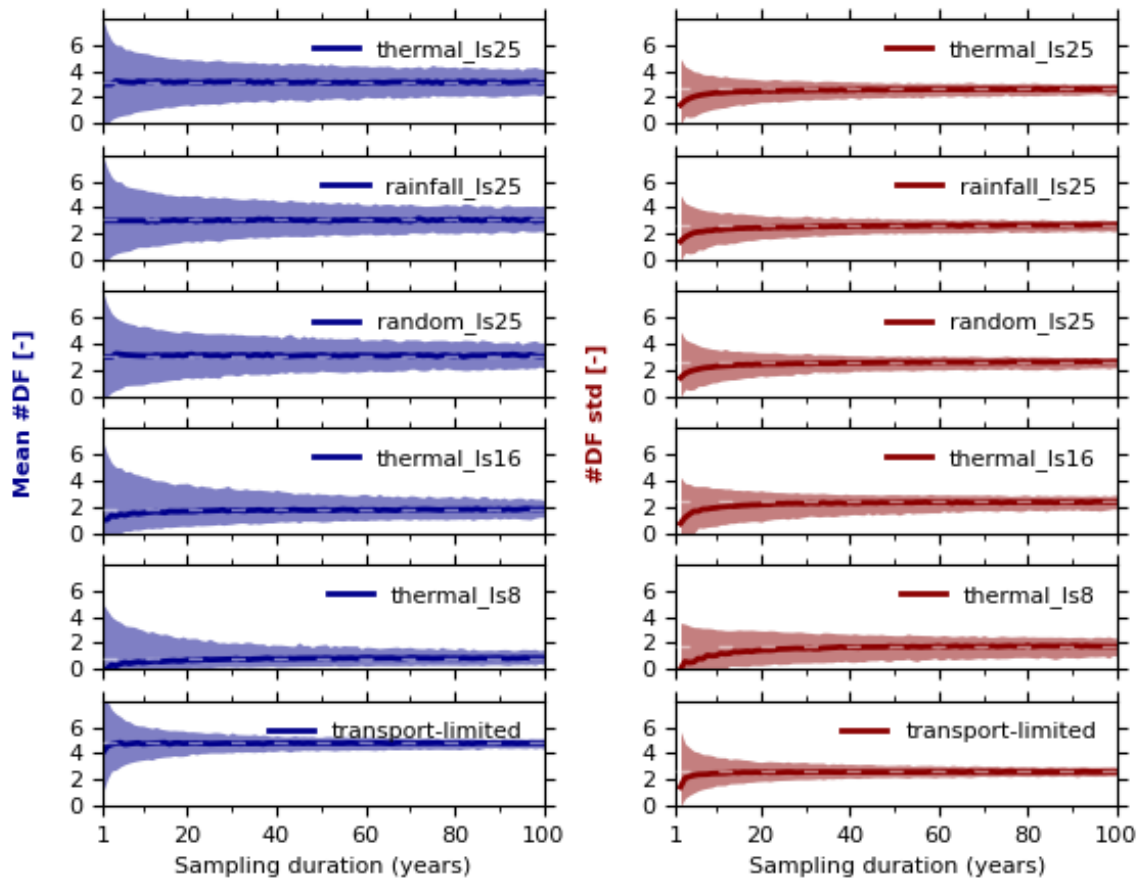 6
4
2
0
thermal_ls25
6
4
2
0
thermal_ls25
6
4
2
0
rainfall_ls25
6
4
2
0
rainfall_ls25
Mean #DF [-]
6
4
2
0
random_ls25
#DF std [-]
6
4
2
0
random_ls25
6
4
2
0
thermal_ls16
6
4
2
0
thermal_ls16
6
4
2
0
thermal_ls8
6
4
2
0
thermal_ls8
6
4
2
0
transport-limited
6
4
2
0
transport-limited
1 20 40 60 80 100
1 20 40 60 80 100
Sampling duration (years)
Sampling duration (years)